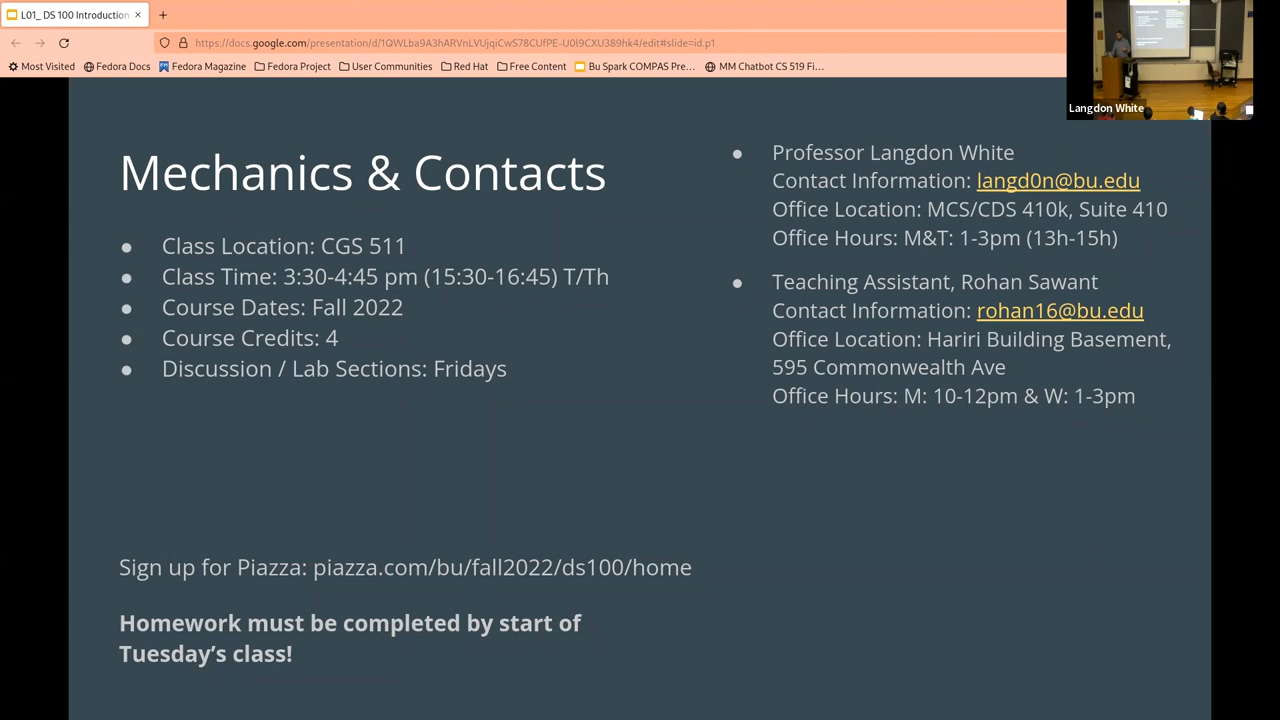 L01_ DS 100 Introduction
https://docs.google.com/presentation/d/1QWLba9A3hARVnLVUjqiCwS78CUfPE-U0l9CXU389hk4/edit#slide=id.p1
Most Visited Fedora Docs Fedora Magazine Fedora Project User Communities Red Hat Free Content Bu Spark COMPAS Pre... MM Chatbot CS 519 Fi...
Langdon White
Mechanics & Contacts
● Class Location: CGS 511
● Class Time: 3:30-4:45 pm (15:30-16:45) T/Th
● Course Dates: Fall 2022
● Course Credits: 4
● Discussion / Lab Sections: Fridays
● Professor Langdon White
Contact Information: langd0n@bu.edu
Office Location: MCS/CDS 410k, Suite 410
Office Hours: M&T: 1-3pm (13h-15h)
● Teaching Assistant, Rohan Sawant
Contact Information: rohan16@bu.edu
Office Location: Hariri Building Basement,
595 Commonwealth Ave
Office Hours: M: 10-12pm & W: 1-3pm
Sign up for Piazza: piazza.com/bu/fall2022/ds100/home
Homework must be completed by start of
Tuesday’s class!